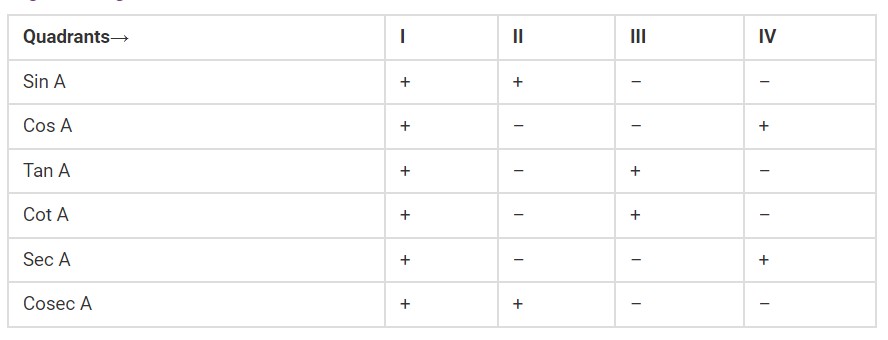 Quadrants→ I II III IV
Sin A + + – –
Cos A + – – +
Tan A + – + –
Cot A + – + –
Sec A + – – +
Cosec A + + – –